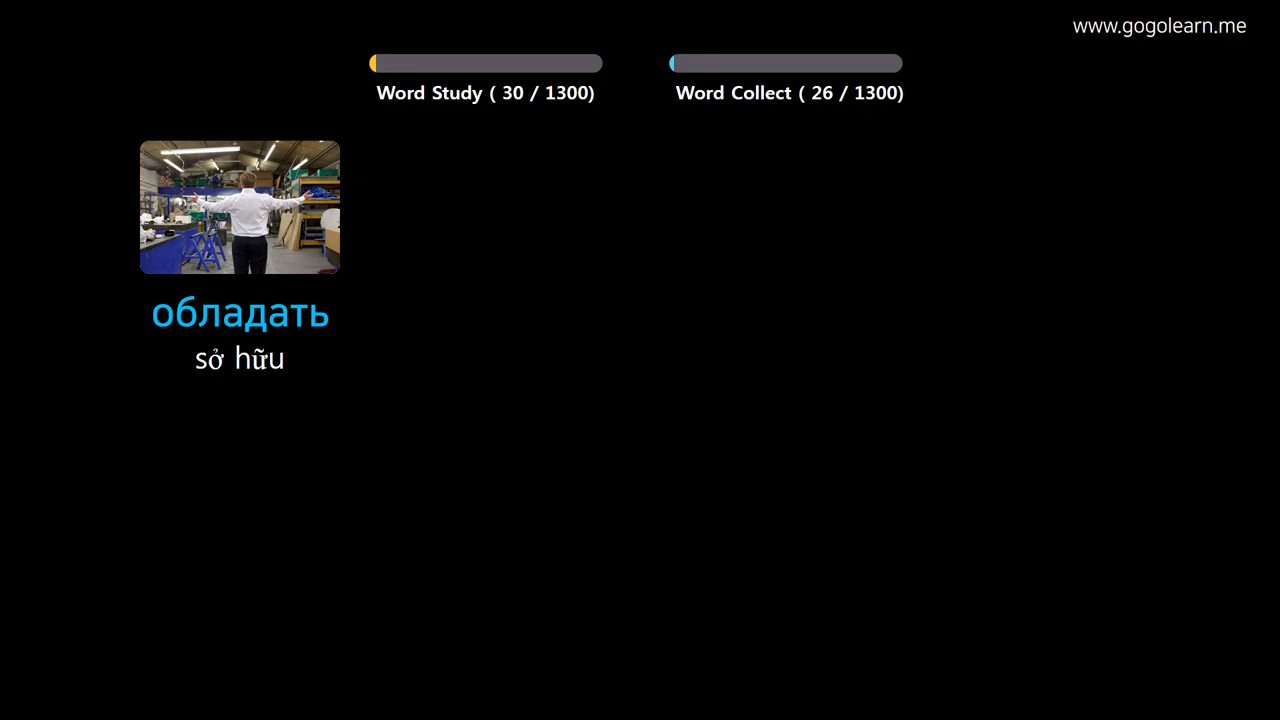 www.gogolearn.me
Word Study ( 30 / 1300)
Word Collect ( 26 / 1300)
обладать
sở hữu